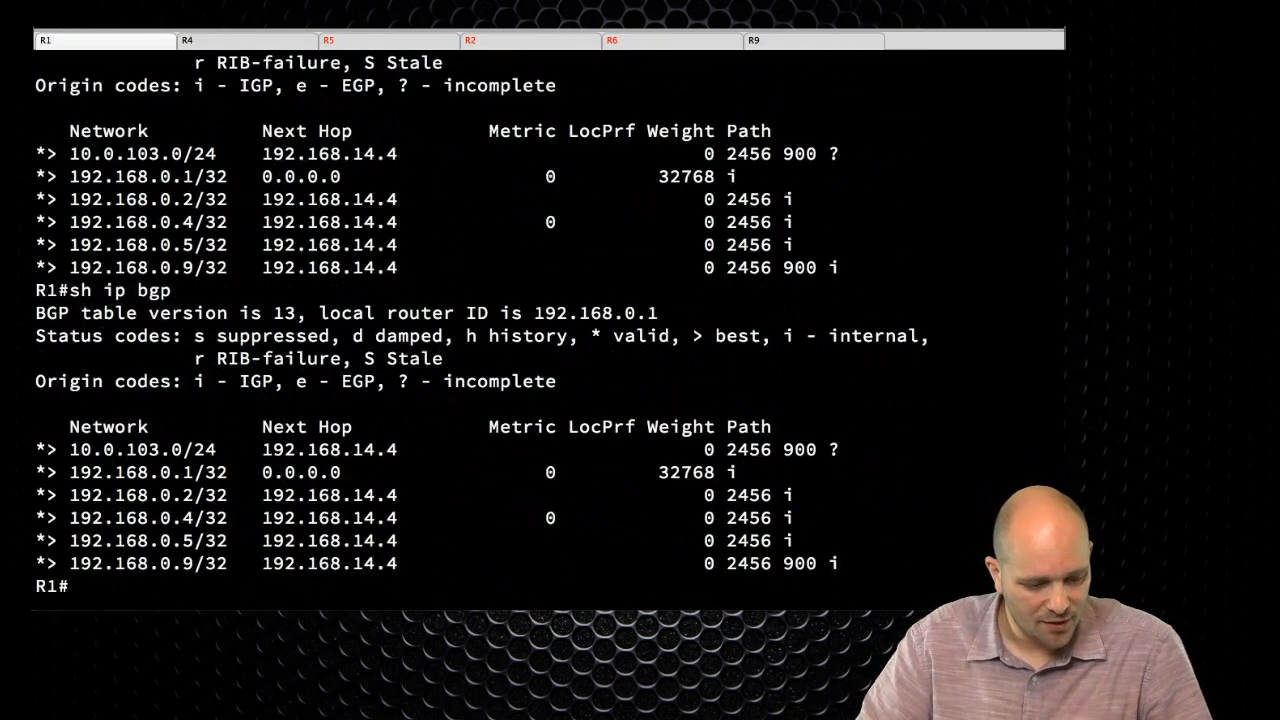 R1 R4 R5 R2 R6 R9
r RIB-failure, S Stale
Origin codes: i - IGP, e - EGP, ? - incomplete
Network Next Hop Metric LocPrf Weight Path
*> 10.0.103.0/24 192.168.14.4 0 2456 900 ?
*> 192.168.0.1/32 0.0.0.0 0 32768 i
*> 192.168.0.2/32 192.168.14.4 0 2456 i
*> 192.168.0.4/32 192.168.14.4 0 0 2456 i
*> 192.168.0.5/32 192.168.14.4 0 2456 i
*> 192.168.0.9/32 192.168.14.4 0 2456 900 i
R1#sh ip bgp
BGP table version is 13, local router ID is 192.168.0.1
Status codes: s suppressed, d damped, h history, * valid, > best, i - internal,
r RIB-failure, S Stale
Origin codes: i - IGP, e - EGP, ? - incomplete
Network Next Hop Metric LocPrf Weight Path
*> 10.0.103.0/24 192.168.14.4 0 2456 900 ?
*> 192.168.0.1/32 0.0.0.0 0 32768 i
*> 192.168.0.2/32 192.168.14.4 0 2456 i
*> 192.168.0.4/32 192.168.14.4 0 0 2456 i
*> 192.168.0.5/32 192.168.14.4 0 2456 i
*> 192.168.0.9/32 192.168.14.4 0 2456 900 i
R1#